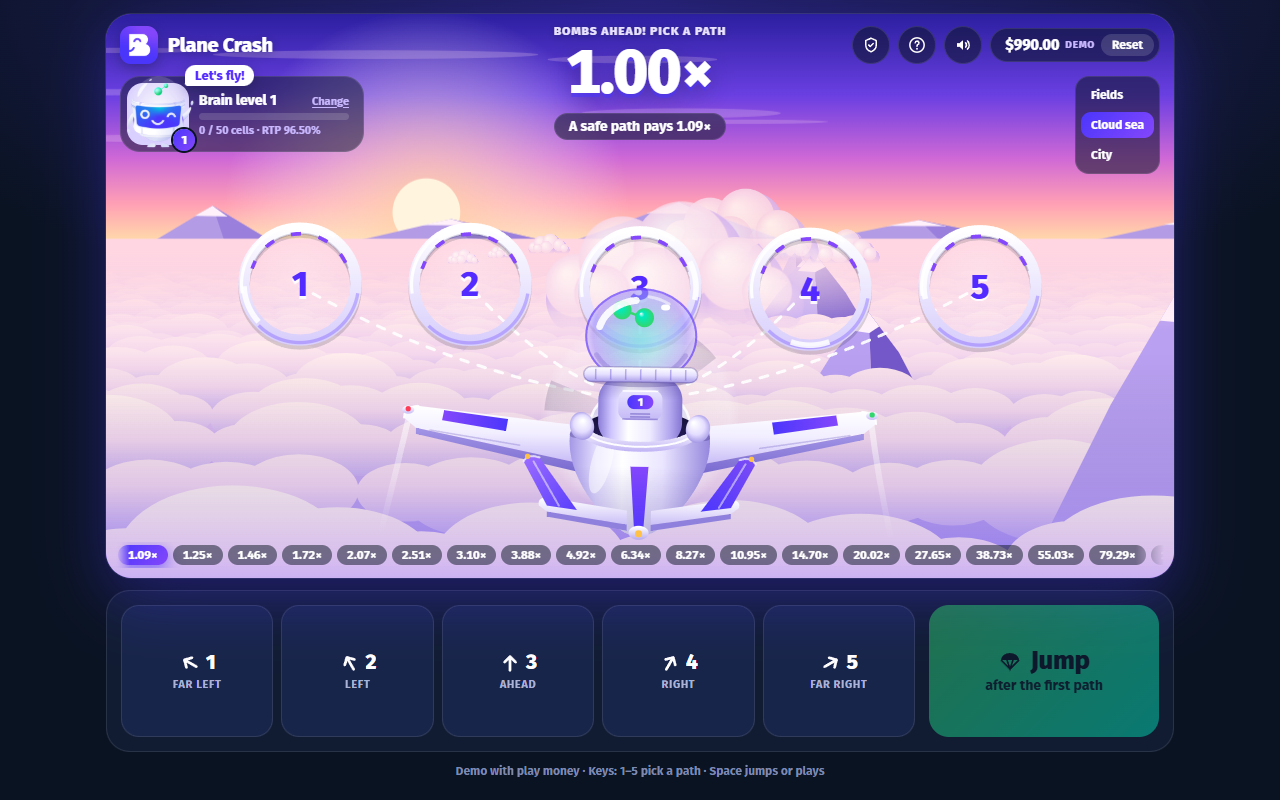 Plane Crash
BOMBS AHEAD! PICK A PATH
1.00×
A safe path pays 1.09×
$990.00 DEMO Reset
Let's fly!
Brain level 1 Change
0 / 50 cells · RTP 96.50%
1
Fields
Cloud sea
City
1 2 3 4 5
1
1.09× 1.25× 1.46× 1.72× 2.07× 2.51× 3.10× 3.88× 4.92× 6.34× 8.27× 10.95× 14.70× 20.02× 27.65× 38.73× 55.03× 79.29×
1
FAR LEFT
2
LEFT
3
AHEAD
4
RIGHT
5
FAR RIGHT
Jump
after the first path
Demo with play money · Keys: 1–5 pick a path · Space jumps or plays